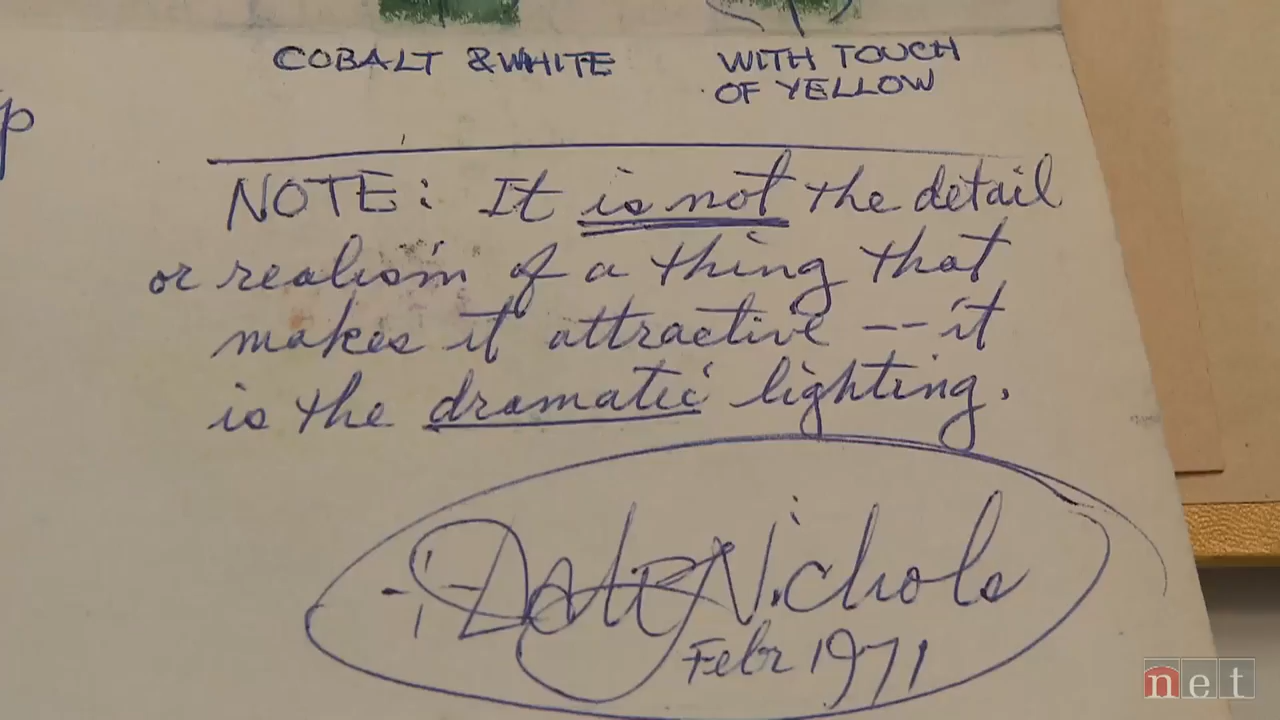 COBALT & WHITE
WITH TOUCH
OF YELLOW
p
NOTE: It is not the detail
or realism of a thing that
makes it attractive -- it
is the dramatic lighting.
Dale Nichols
Febr 1971
net